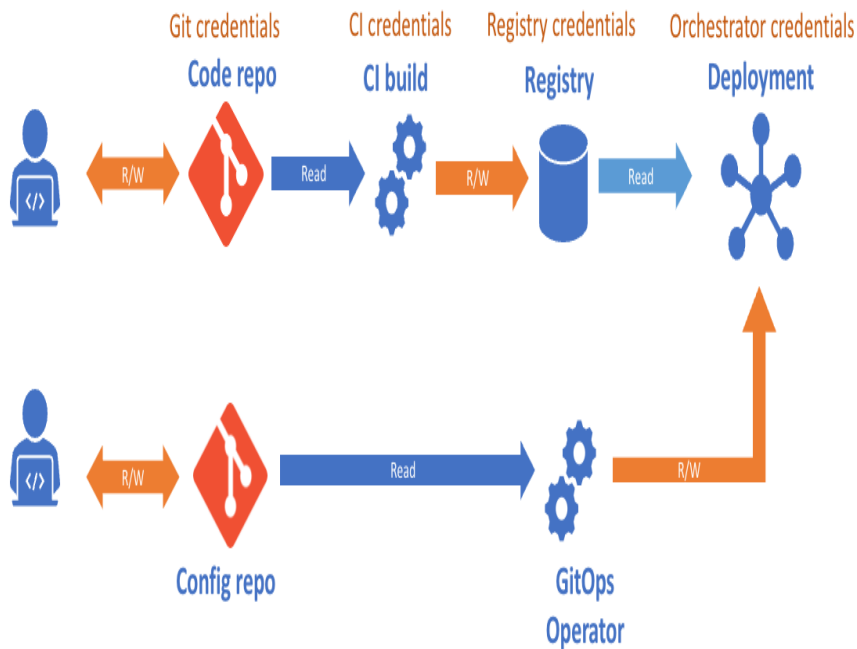 Git credentials
CI credentials
Registry credentials
Orchestrator credentials
Code repo
CI build
Registry
Deployment
</>
R/W
Read
R/W
Read
</>
R/W
Read
R/W
Config repo
GitOps
Operator